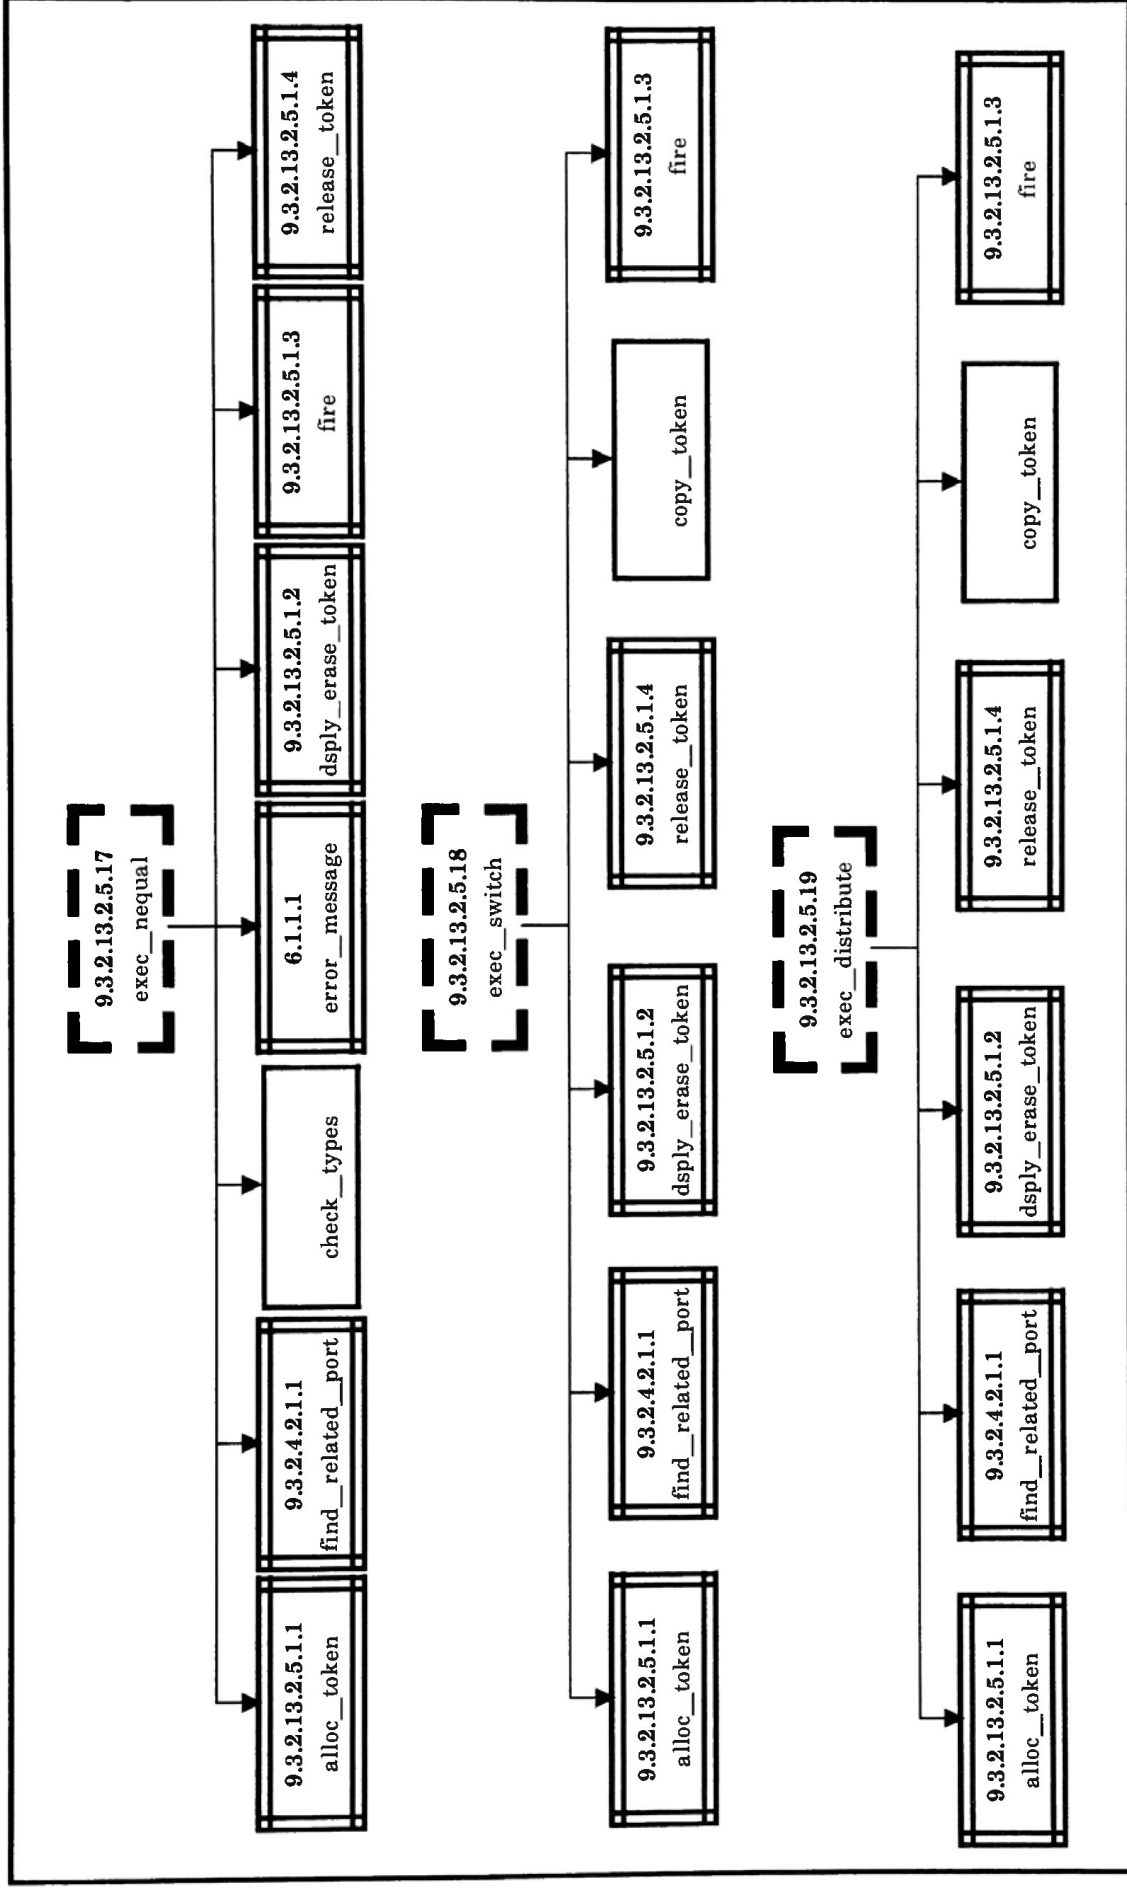 9.3.2.13.2.5.17
exec__nequal
9.3.2.13.2.5.1.1
alloc__token
9.3.2.4.2.1.1
find__related__port
check__types
6.1.1.1
error__message
9.3.2.13.2.5.1.2
dsply__erase__token
9.3.2.13.2.5.1.3
fire
9.3.2.13.2.5.1.4
release__token
9.3.2.13.2.5.18
exec__switch
9.3.2.13.2.5.1.1
alloc__token
9.3.2.4.2.1.1
find__related__port
9.3.2.13.2.5.1.2
dsply__erase__token
9.3.2.13.2.5.1.4
release__token
copy__token
9.3.2.13.2.5.1.3
fire
9.3.2.13.2.5.19
exec__distribute
9.3.2.13.2.5.1.1
alloc__token
9.3.2.4.2.1.1
find__related__port
9.3.2.13.2.5.1.2
dsply__erase__token
9.3.2.13.2.5.1.4
release__token
copy__token
9.3.2.13.2.5.1.3
fire